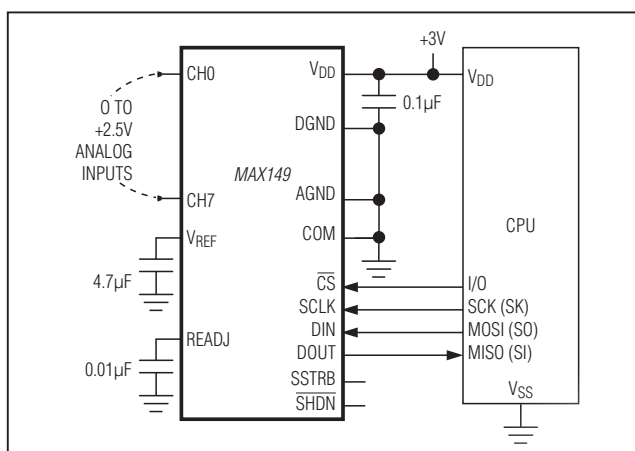 +3V
CH0
VDD
VDD
0 TO
+2.5V
ANALOG
INPUTS
0.1µF
DGND
MAX149
AGND
CH7
COM
CPU
VREF
4.7µF
CS
I/O
SCLK
SCK (SK)
DIN
MOSI (SO)
READJ
DOUT
MISO (SI)
0.01µF
SSTRB
SHDN
VSS